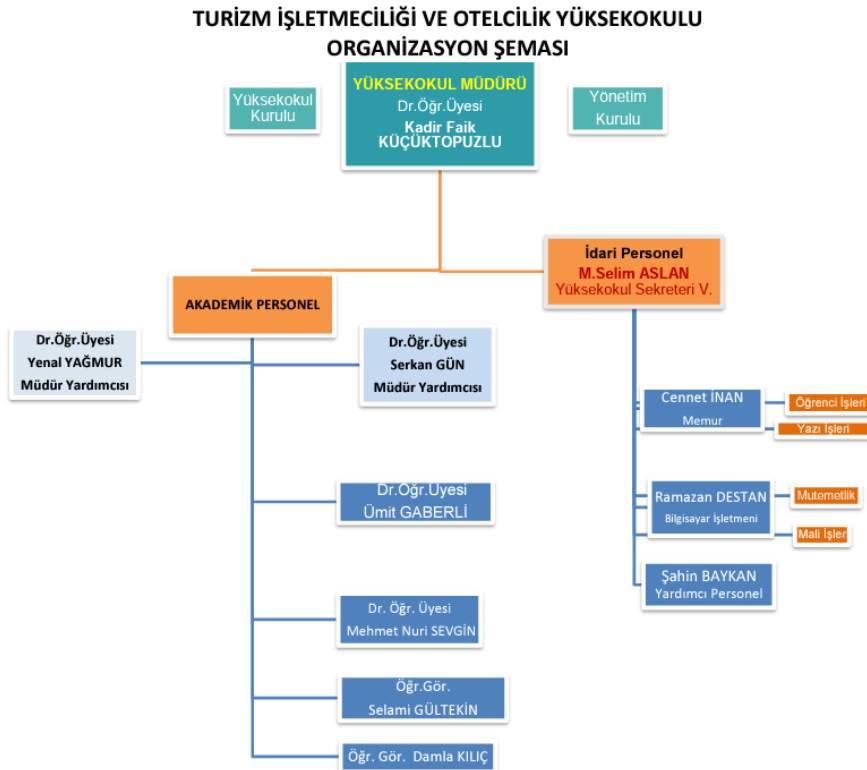 TURİZM İŞLETMECİLİĞİ VE OTELCİLİK YÜKSEKOKULU
ORGANİZASYON ŞEMASI
Yüksekokul
Kurulu
YÜKSEKOKUL MÜDÜRÜ
Dr.Öğr.Üyesi
Kadir Faik
KÜÇÜKTOPUZLU
Yönetim
Kurulu
AKADEMİK PERSONEL
İdari Personel
M.Selim ASLAN
Yüksekokul Sekreteri V.
Dr.Öğr.Üyesi
Yenal YAĞMUR
Müdür Yardımcısı
Dr.Öğr.Üyesi
Serkan GÜN
Müdür Yardımcısı
Dr.Öğr.Üyesi
Ümit GABERLİ
Dr. Öğr. Üyesi
Mehmet Nuri SEVGİN
Öğr.Gör.
Selami GÜLTEKİN
Öğr. Gör. Damla KILIÇ
Cennet İNAN
Memur
Öğrenci İşleri
Yazı İşleri
Ramazan DESTAN
Bilgisayar İşletmeni
Mutemetlik
Mali İşler
Şahin BAYKAN
Yardımcı Personel